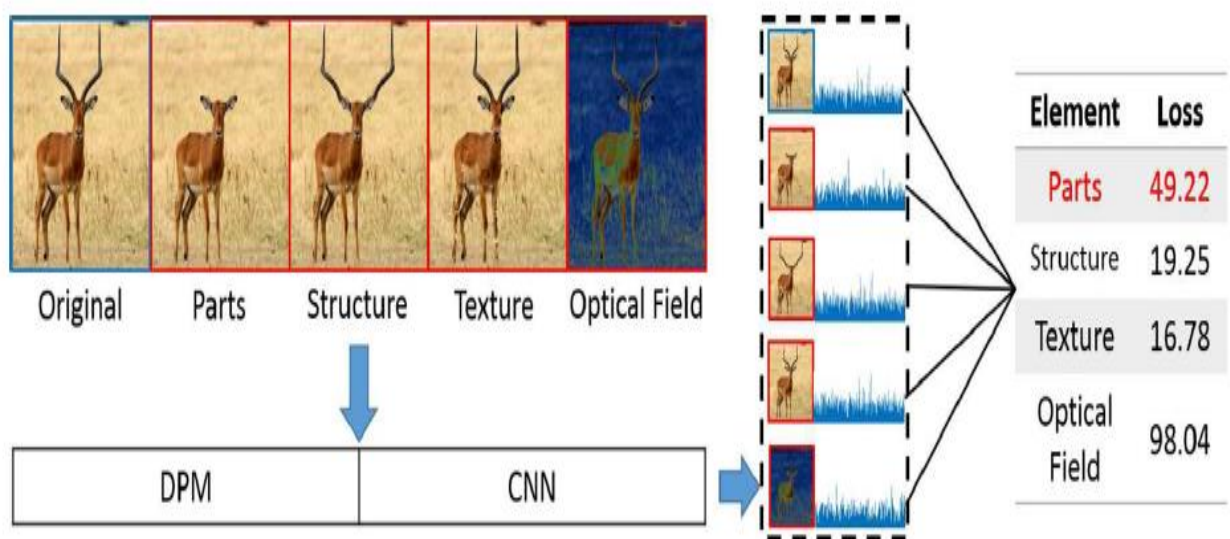 Original Parts Structure Texture Optical Field
DPM CNN
Element Loss
Parts 49.22
Structure 19.25
Texture 16.78
Optical
Field 98.04